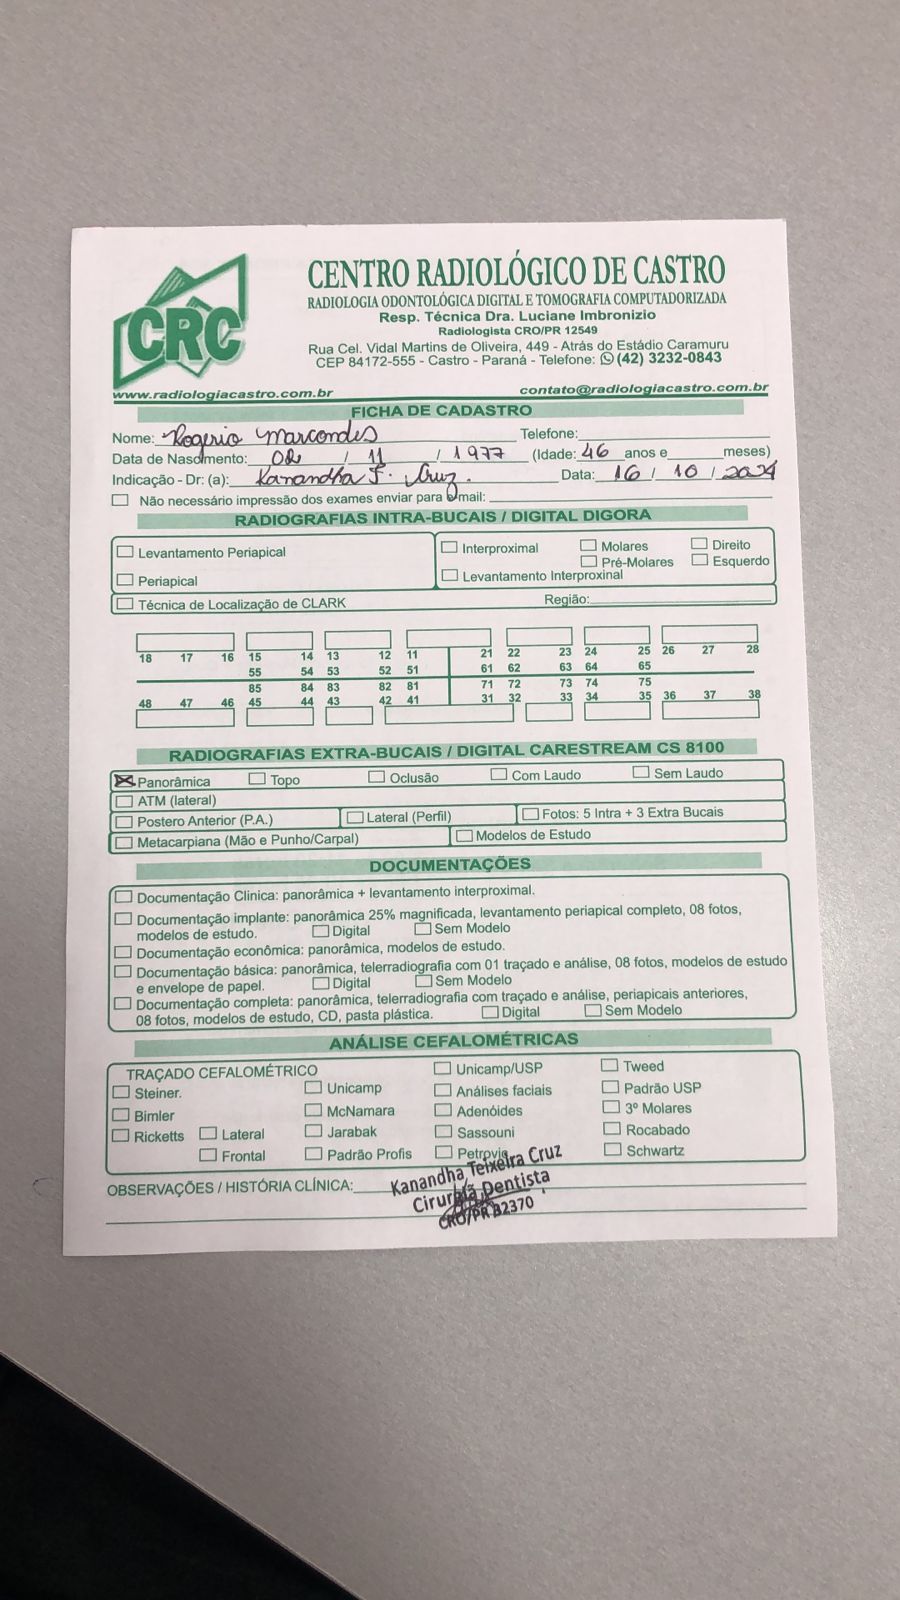 CRC
CENTRO RADIOLÓGICO DE CASTRO
RADIOLOGIA ODONTOLÓGICA DIGITAL E TOMOGRAFIA COMPUTADORIZADA
Resp. Técnica Dra. Luciane Imbronizio
Radiologista CRO/PR 12549
Rua Cel. Vidal Martins de Oliveira, 449 - Atrás do Estádio Caramuru
CEP 84172-555 - Castro - Paraná - Telefone: (42) 3232-0843
www.radiologiacastro.com.br contato@radiologiacastro.com.br
FICHA DE CADASTRO
Nome: Rogerio Marcondes Telefone:
Data de Nascimento: 02 / 11 / 1977 (Idade: 46 anos e meses)
Indicação - Dr: (a): Kanandha T. Cruz. Data: 16 / 10 / 2024
Não necessário impressão dos exames enviar para email:
RADIOGRAFIAS INTRA-BUCAIS / DIGITAL DIGORA
Levantamento Periapical Interproximal Molares Direito
Pré-Molares Esquerdo
Periapical Levantamento Interproxinal
Técnica de Localização de CLARK Região:
18 17 16 15 14 13 12 11 21 22 23 24 25 26 27 28
55 54 53 52 51 61 62 63 64 65
85 84 83 82 81 71 72 73 74 75
48 47 46 45 44 43 42 41 31 32 33 34 35 36 37 38
RADIOGRAFIAS EXTRA-BUCAIS / DIGITAL CARESTREAM CS 8100
Panorâmica Topo Oclusão Com Laudo Sem Laudo
ATM (lateral)
Postero Anterior (P.A.) Lateral (Perfil) Fotos: 5 Intra + 3 Extra Bucais
Metacarpiana (Mão e Punho/Carpal) Modelos de Estudo
DOCUMENTAÇÕES
Documentação Clinica: panorâmica + levantamento interproximal.
Documentação implante: panorâmica 25% magnificada, levantamento periapical completo, 08 fotos,
modelos de estudo. Digital Sem Modelo
Documentação econômica: panorâmica, modelos de estudo.
Documentação básica: panorâmica, telerradiografia com 01 traçado e análise, 08 fotos, modelos de estudo
e envelope de papel. Digital Sem Modelo
Documentação completa: panorâmica, telerradiografia com traçado e análise, periapicais anteriores,
08 fotos, modelos de estudo, CD, pasta plástica. Digital Sem Modelo
ANÁLISE CEFALOMÉTRICAS
TRAÇADO CEFALOMÉTRICO Unicamp/USP Tweed
Steiner. Unicamp Análises faciais Padrão USP
Bimler McNamara Adenóides 3º Molares
Ricketts Lateral Jarabak Sassouni Rocabado
Frontal Padrão Profis Petrovic Schwartz
OBSERVAÇÕES / HISTÓRIA CLÍNICA:
Kanandha Teixeira Cruz
Cirurgiã Dentista
CRO/PR 32370